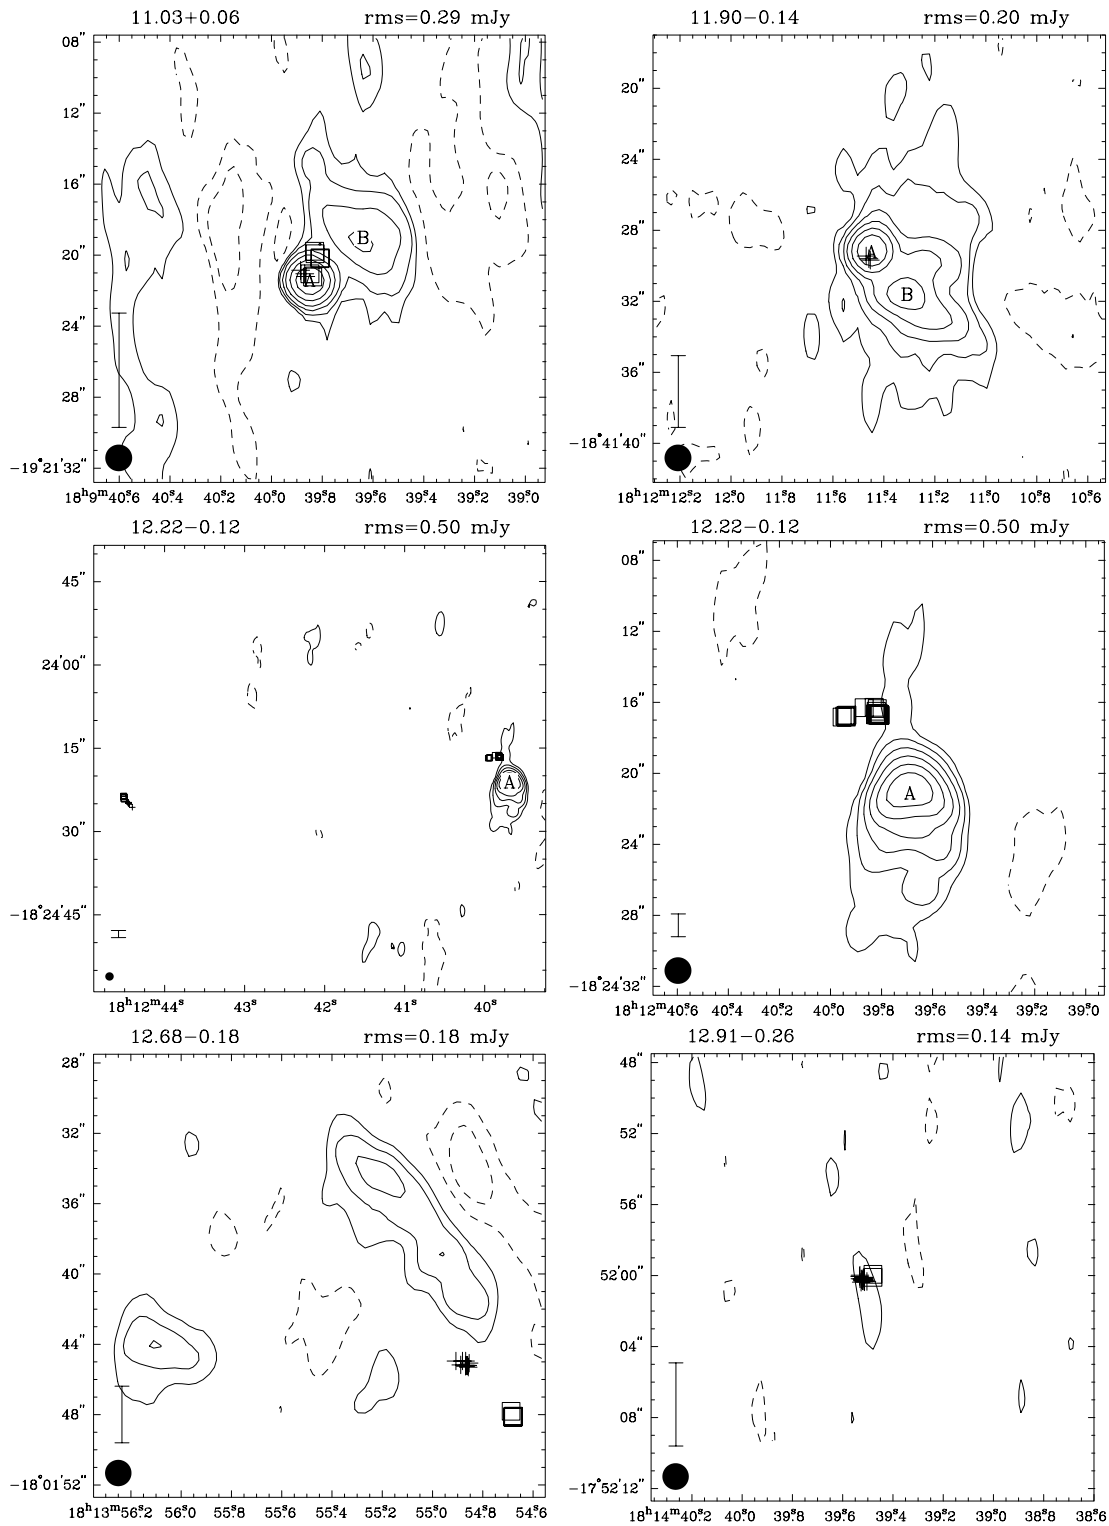 11.03+0.06 rms=0.29 mJy
08"
12"
16"
20"
24"
28"
−19°21'32"
B
A
18ʰ9ᵐ40ˢ.6 40ˢ.4 40ˢ.2 40ˢ.0 39ˢ.8 39ˢ.6 39ˢ.4 39ˢ.2 39ˢ.0
11.90−0.14 rms=0.20 mJy
20"
24"
28"
32"
36"
−18°41'40"
A
B
18ʰ12ᵐ12ˢ.2 12ˢ.0 11ˢ.8 11ˢ.6 11ˢ.4 11ˢ.2 11ˢ.0 10ˢ.8 10ˢ.6
12.22−0.12 rms=0.50 mJy
45"
24'00"
15"
30"
−18°24'45"
A
18ʰ12ᵐ44ˢ 43ˢ 42ˢ 41ˢ 40ˢ
12.22−0.12 rms=0.50 mJy
08"
12"
16"
20"
24"
28"
−18°24'32"
A
18ʰ12ᵐ40ˢ.6 40ˢ.4 40ˢ.2 40ˢ.0 39ˢ.8 39ˢ.6 39ˢ.4 39ˢ.2 39ˢ.0
12.68−0.18 rms=0.18 mJy
28"
32"
36"
40"
44"
48"
−18°01'52"
18ʰ13ᵐ56ˢ.2 56ˢ.0 55ˢ.8 55ˢ.6 55ˢ.4 55ˢ.2 55ˢ.0 54ˢ.8 54ˢ.6
12.91−0.26 rms=0.14 mJy
48"
52"
56"
52'00"
04"
08"
−17°52'12"
18ʰ14ᵐ40ˢ.2 40ˢ.0 39ˢ.8 39ˢ.6 39ˢ.4 39ˢ.2 39ˢ.0 38ˢ.8 38ˢ.6